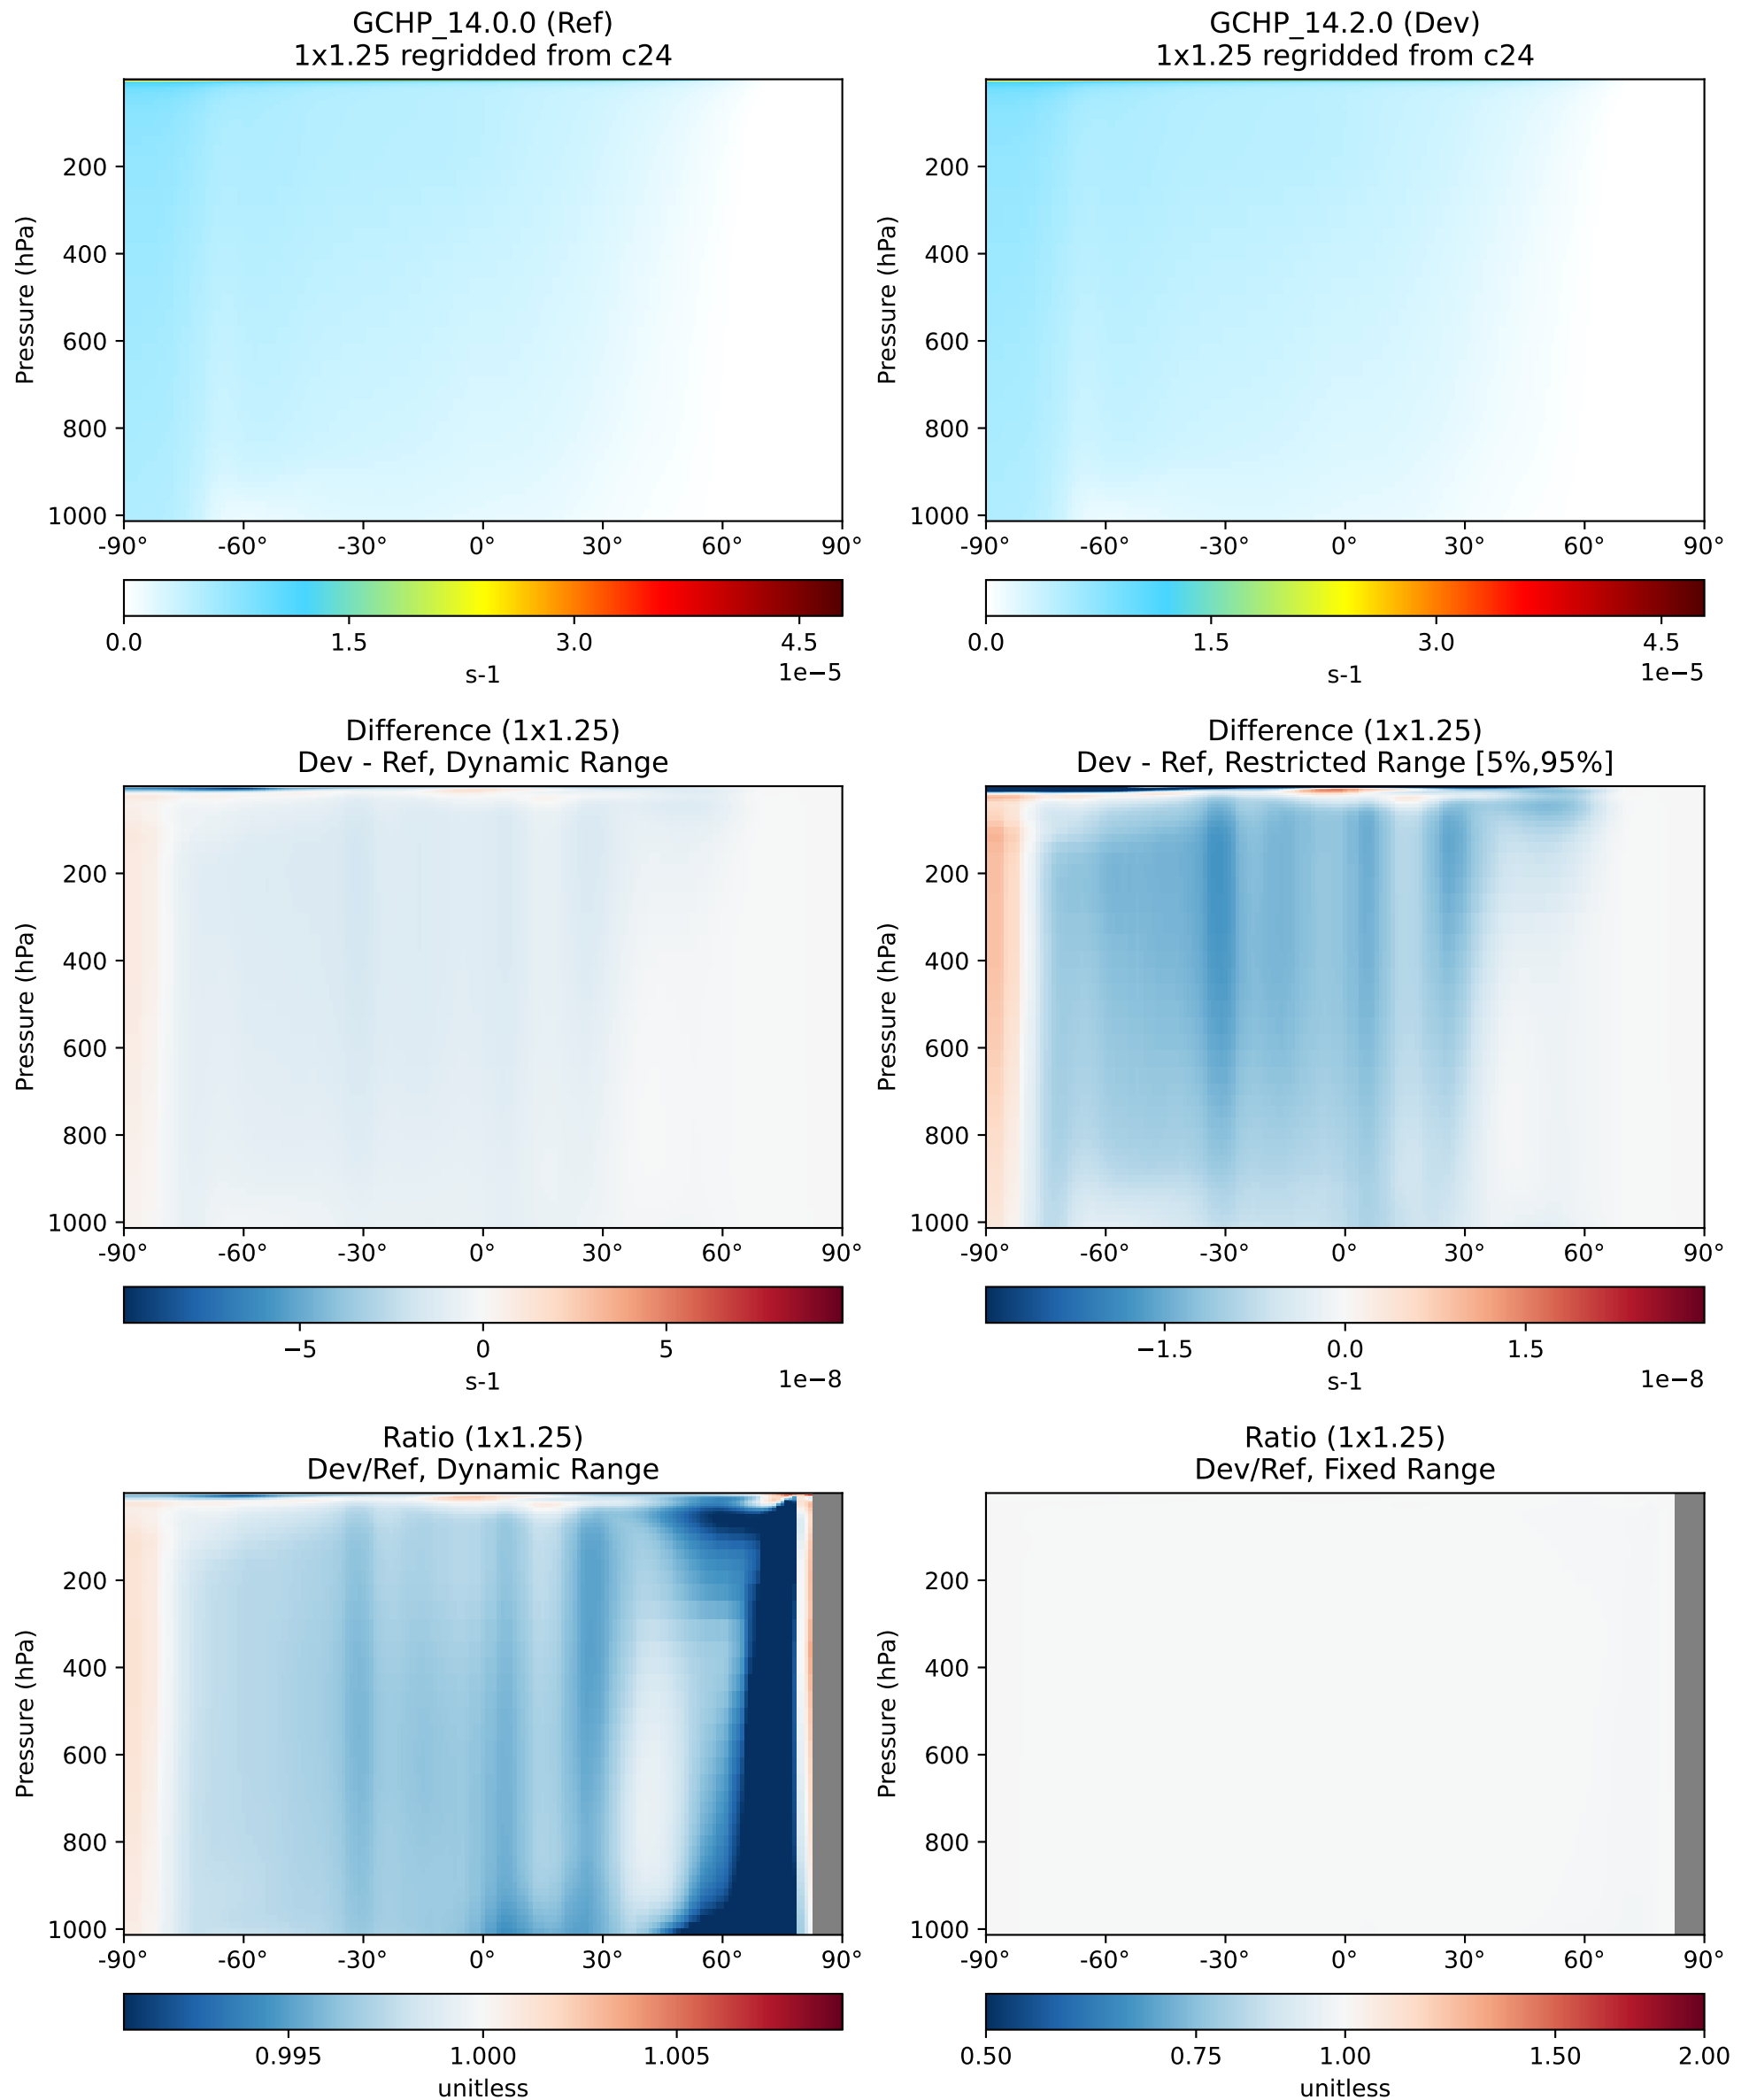 GCHP_14.0.0 (Ref)
1x1.25 regridded from c24
Pressure (hPa)
200
400
600
800
1000
-90° -60° -30° 0° 30° 60° 90°
0.0 1.5 3.0 4.5
1e−5
s-1
GCHP_14.2.0 (Dev)
1x1.25 regridded from c24
Pressure (hPa)
200
400
600
800
1000
-90° -60° -30° 0° 30° 60° 90°
0.0 1.5 3.0 4.5
1e−5
s-1
Difference (1x1.25)
Dev - Ref, Dynamic Range
Pressure (hPa)
200
400
600
800
1000
-90° -60° -30° 0° 30° 60° 90°
−5 0 5
1e−8
s-1
Difference (1x1.25)
Dev - Ref, Restricted Range [5%,95%]
Pressure (hPa)
200
400
600
800
1000
-90° -60° -30° 0° 30° 60° 90°
−1.5 0.0 1.5
1e−8
s-1
Ratio (1x1.25)
Dev/Ref, Dynamic Range
Pressure (hPa)
200
400
600
800
1000
-90° -60° -30° 0° 30° 60° 90°
0.995 1.000 1.005
unitless
Ratio (1x1.25)
Dev/Ref, Fixed Range
Pressure (hPa)
200
400
600
800
1000
-90° -60° -30° 0° 30° 60° 90°
0.50 0.75 1.00 1.50 2.00
unitless